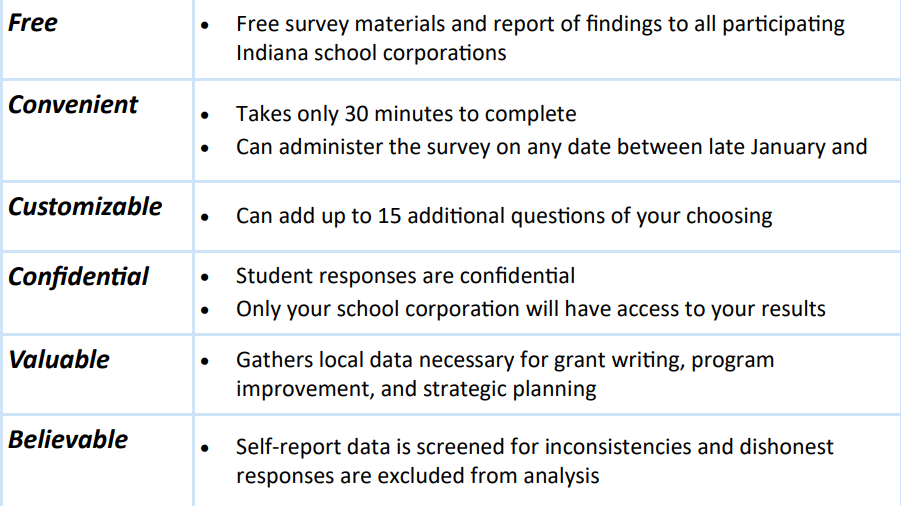 Free
• Free survey materials and report of findings to all participating
Indiana school corporations
Convenient
• Takes only 30 minutes to complete
• Can administer the survey on any date between late January and
Customizable
• Can add up to 15 additional questions of your choosing
Confidential
• Student responses are confidential
• Only your school corporation will have access to your results
Valuable
• Gathers local data necessary for grant writing, program
improvement, and strategic planning
Believable
• Self-report data is screened for inconsistencies and dishonest
responses are excluded from analysis